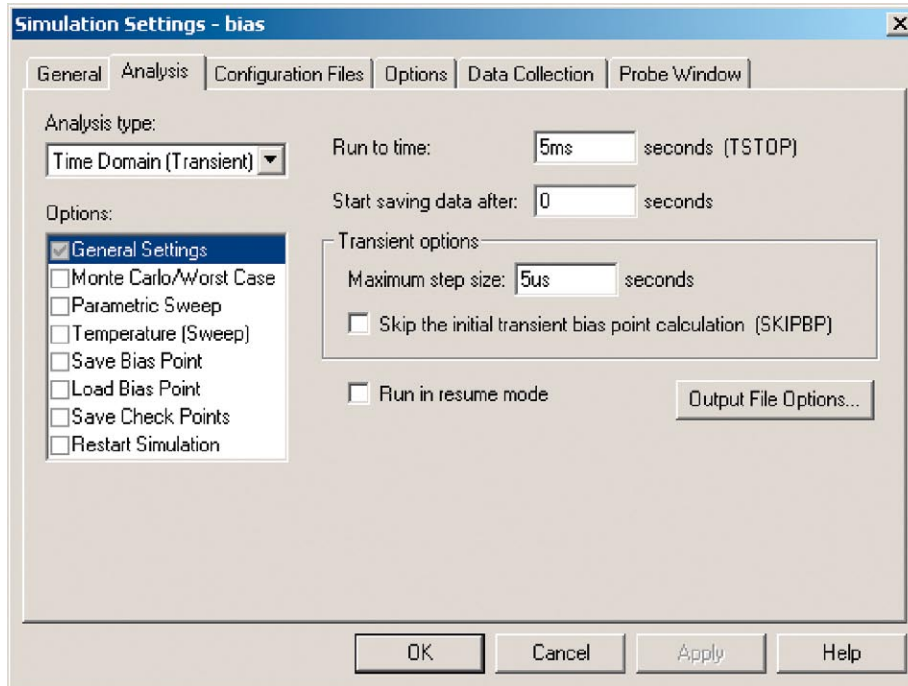 Simulation Settings - bias
General Analysis Configuration Files Options Data Collection Probe Window
Analysis type:
Time Domain (Transient)
Options:
General Settings
Monte Carlo/Worst Case
Parametric Sweep
Temperature (Sweep)
Save Bias Point
Load Bias Point
Save Check Points
Restart Simulation
Run to time: 5ms seconds (TSTOP)
Start saving data after: 0 seconds
Transient options
Maximum step size: 5us seconds
Skip the initial transient bias point calculation (SKIPBP)
Run in resume mode
Output File Options...
OK Cancel Apply Help